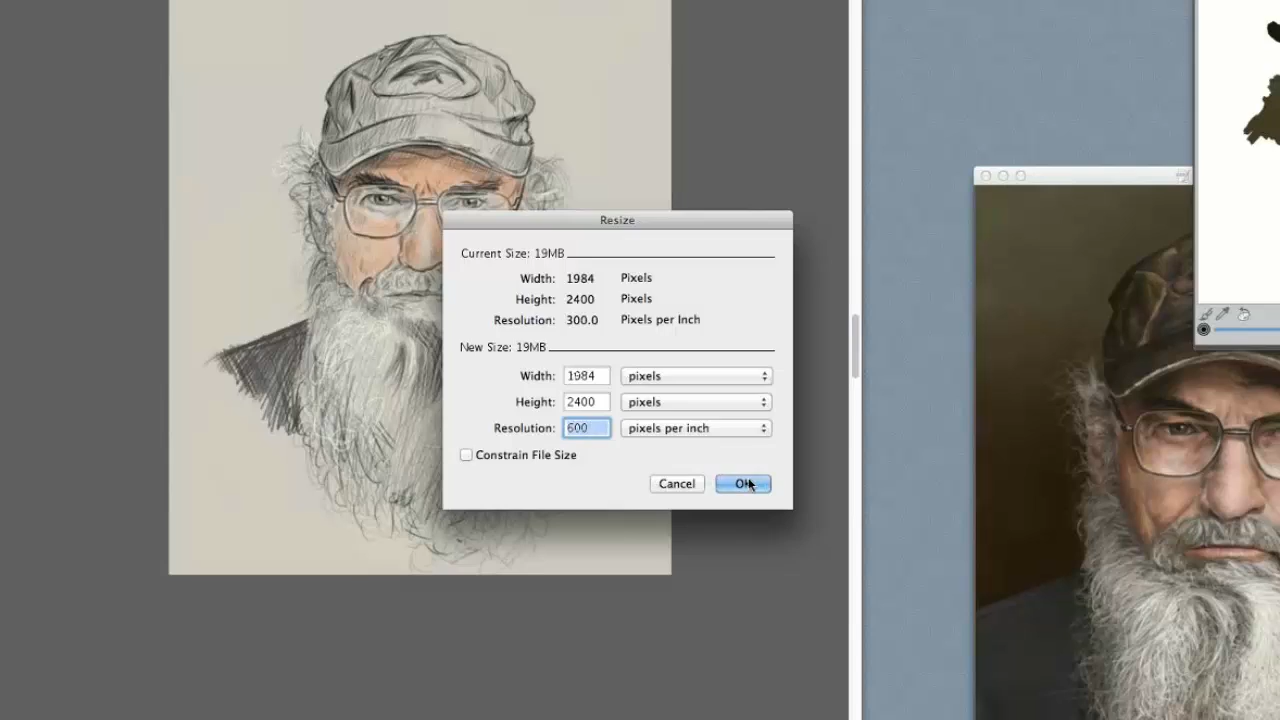 Resize
Current Size: 19MB
Width: 1984 Pixels
Height: 2400 Pixels
Resolution: 300.0 Pixels per Inch
New Size: 19MB
Width: 1984 pixels
Height: 2400 pixels
Resolution: 600 pixels per inch
Constrain File Size
Cancel OK